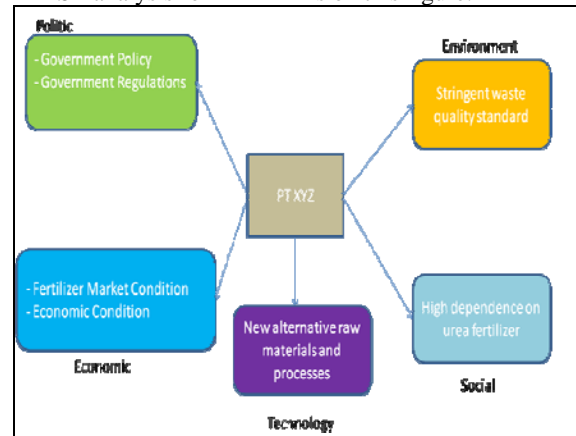 Politic
- Government Policy
- Government Regulations
Environment
Stringent waste
quality standard
PT XYZ
- Fertilizer Market Condition
- Economic Condition
Economic
New alternative raw
materials and
processes
Technology
High dependence on
urea fertilizer
Social